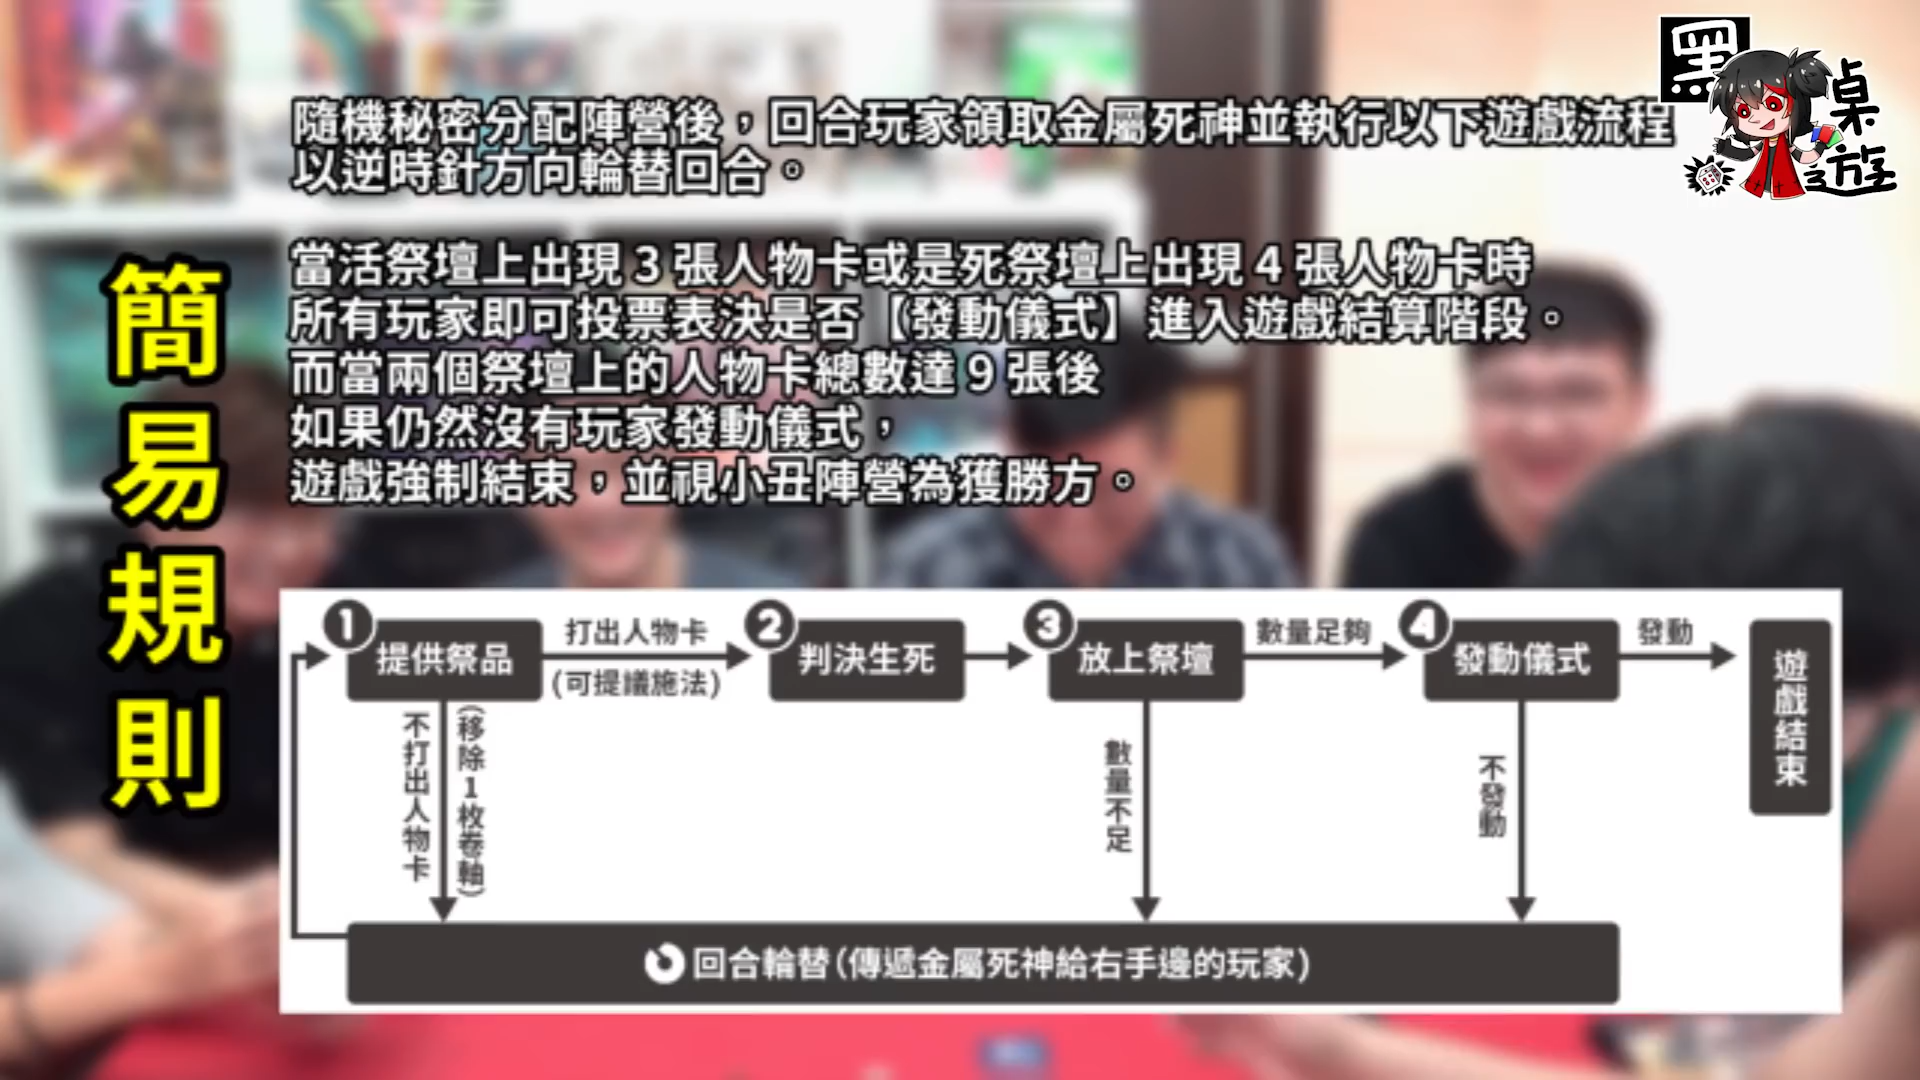 黑桌遊
隨機秘密分配陣營後，回合玩家領取金屬死神並執行以下遊戲流程
以逆時針方向輪替回合。
當活祭壇上出現 3 張人物卡或是死祭壇上出現 4 張人物卡時
所有玩家即可投票表決是否【發動儀式】進入遊戲結算階段。
而當兩個祭壇上的人物卡總數達 9 張後
如果仍然沒有玩家發動儀式，
遊戲強制結束，並視小丑陣營為獲勝方。
簡易規則
1 提供祭品
打出人物卡
(可提議施法)
2 判決生死
3 放上祭壇
數量足夠
4 發動儀式
發動
遊戲結束
不打出人物卡
(移除1枚卷軸)
數量不足
不發動
回合輪替(傳遞金屬死神給右手邊的玩家)